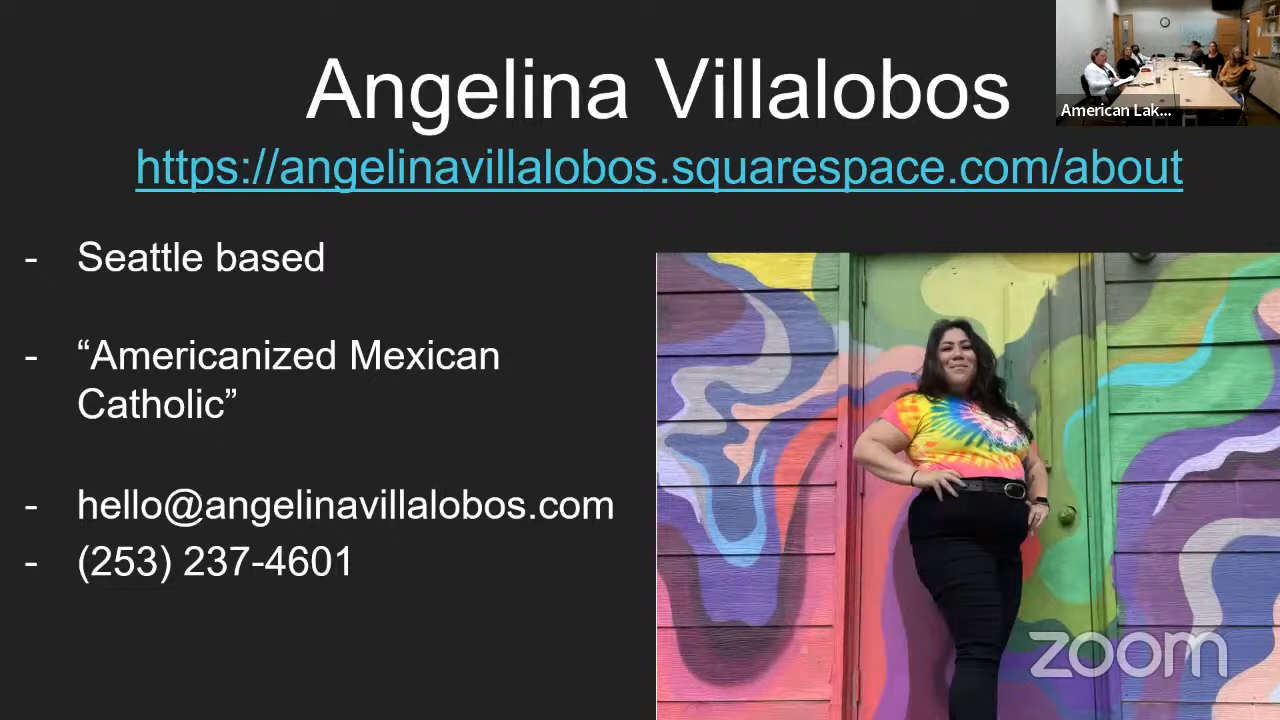 Angelina Villalobos
https://angelinavillalobos.squarespace.com/about
American Lak...
- Seattle based
- “Americanized Mexican
Catholic”
- hello@angelinavillalobos.com
- (253) 237-4601
zoom